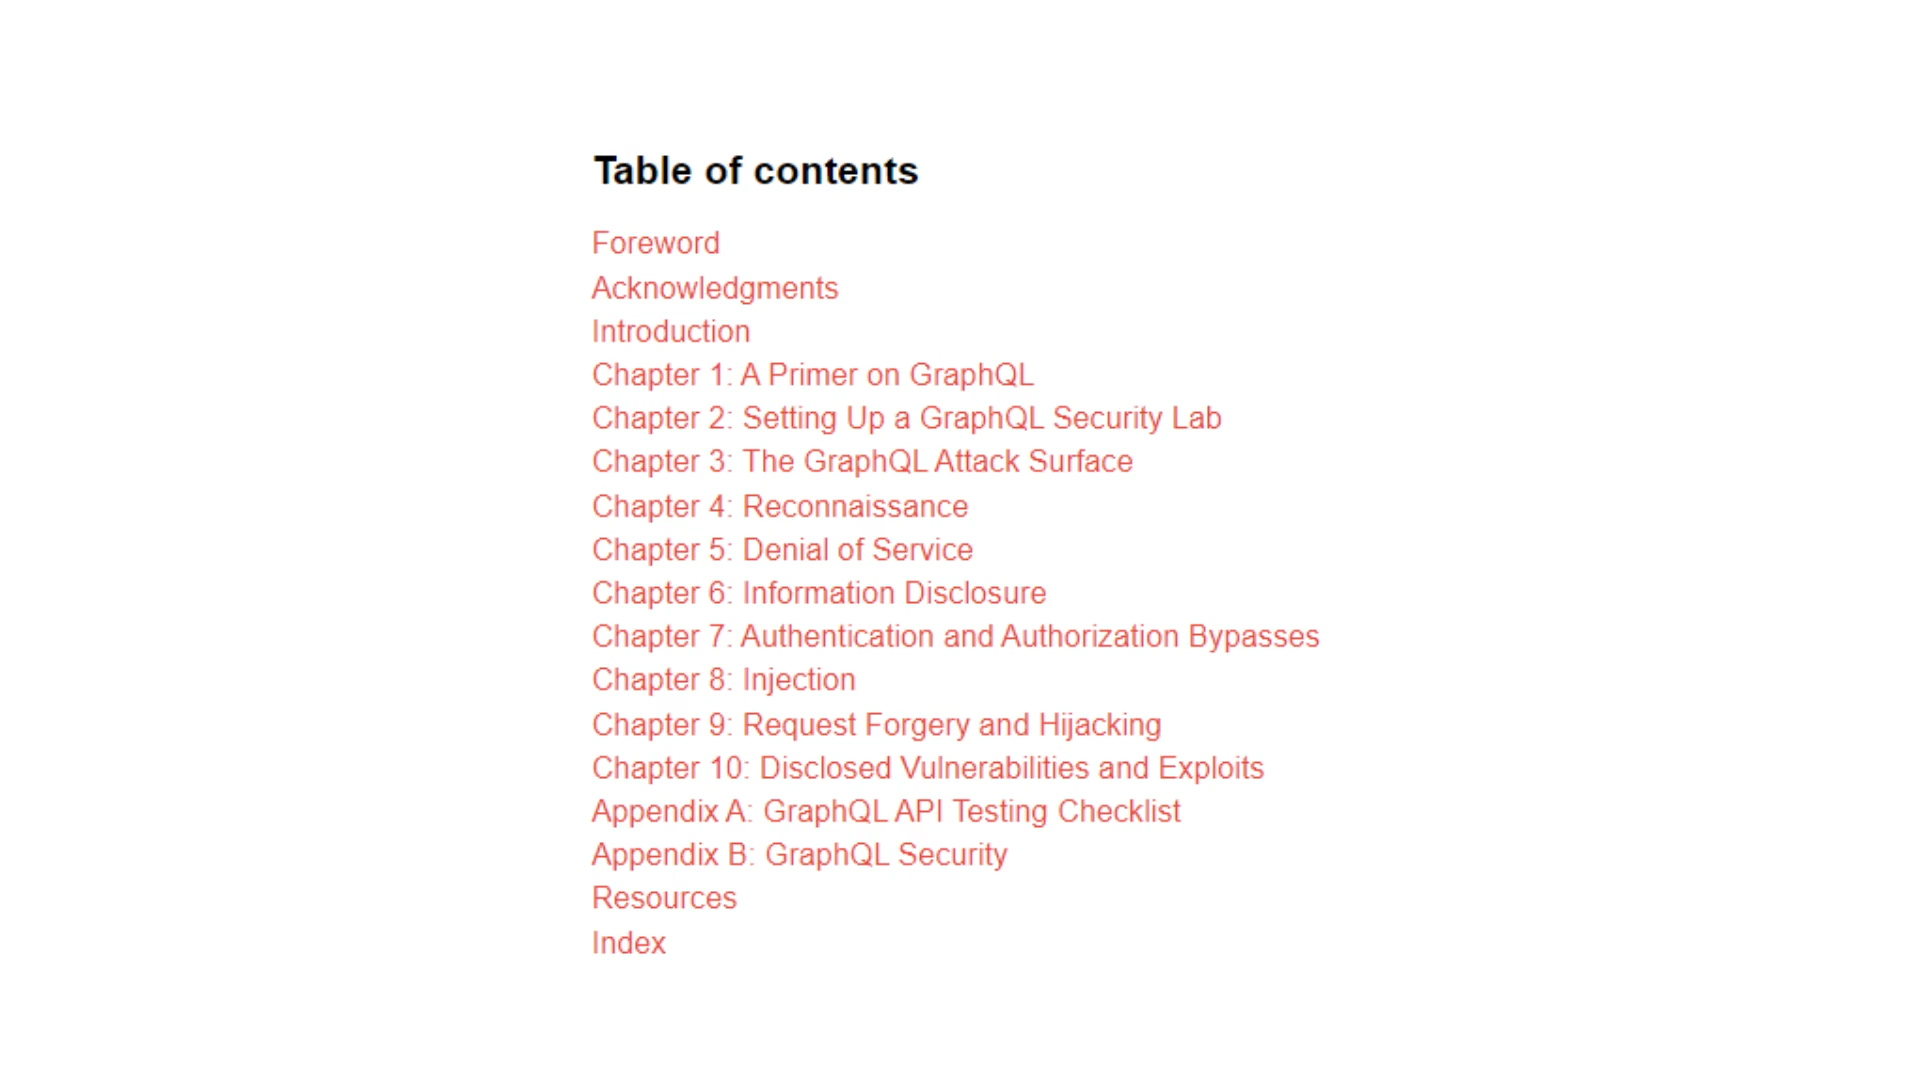 Table of contents
Foreword
Acknowledgments
Introduction
Chapter 1: A Primer on GraphQL
Chapter 2: Setting Up a GraphQL Security Lab
Chapter 3: The GraphQL Attack Surface
Chapter 4: Reconnaissance
Chapter 5: Denial of Service
Chapter 6: Information Disclosure
Chapter 7: Authentication and Authorization Bypasses
Chapter 8: Injection
Chapter 9: Request Forgery and Hijacking
Chapter 10: Disclosed Vulnerabilities and Exploits
Appendix A: GraphQL API Testing Checklist
Appendix B: GraphQL Security
Resources
Index